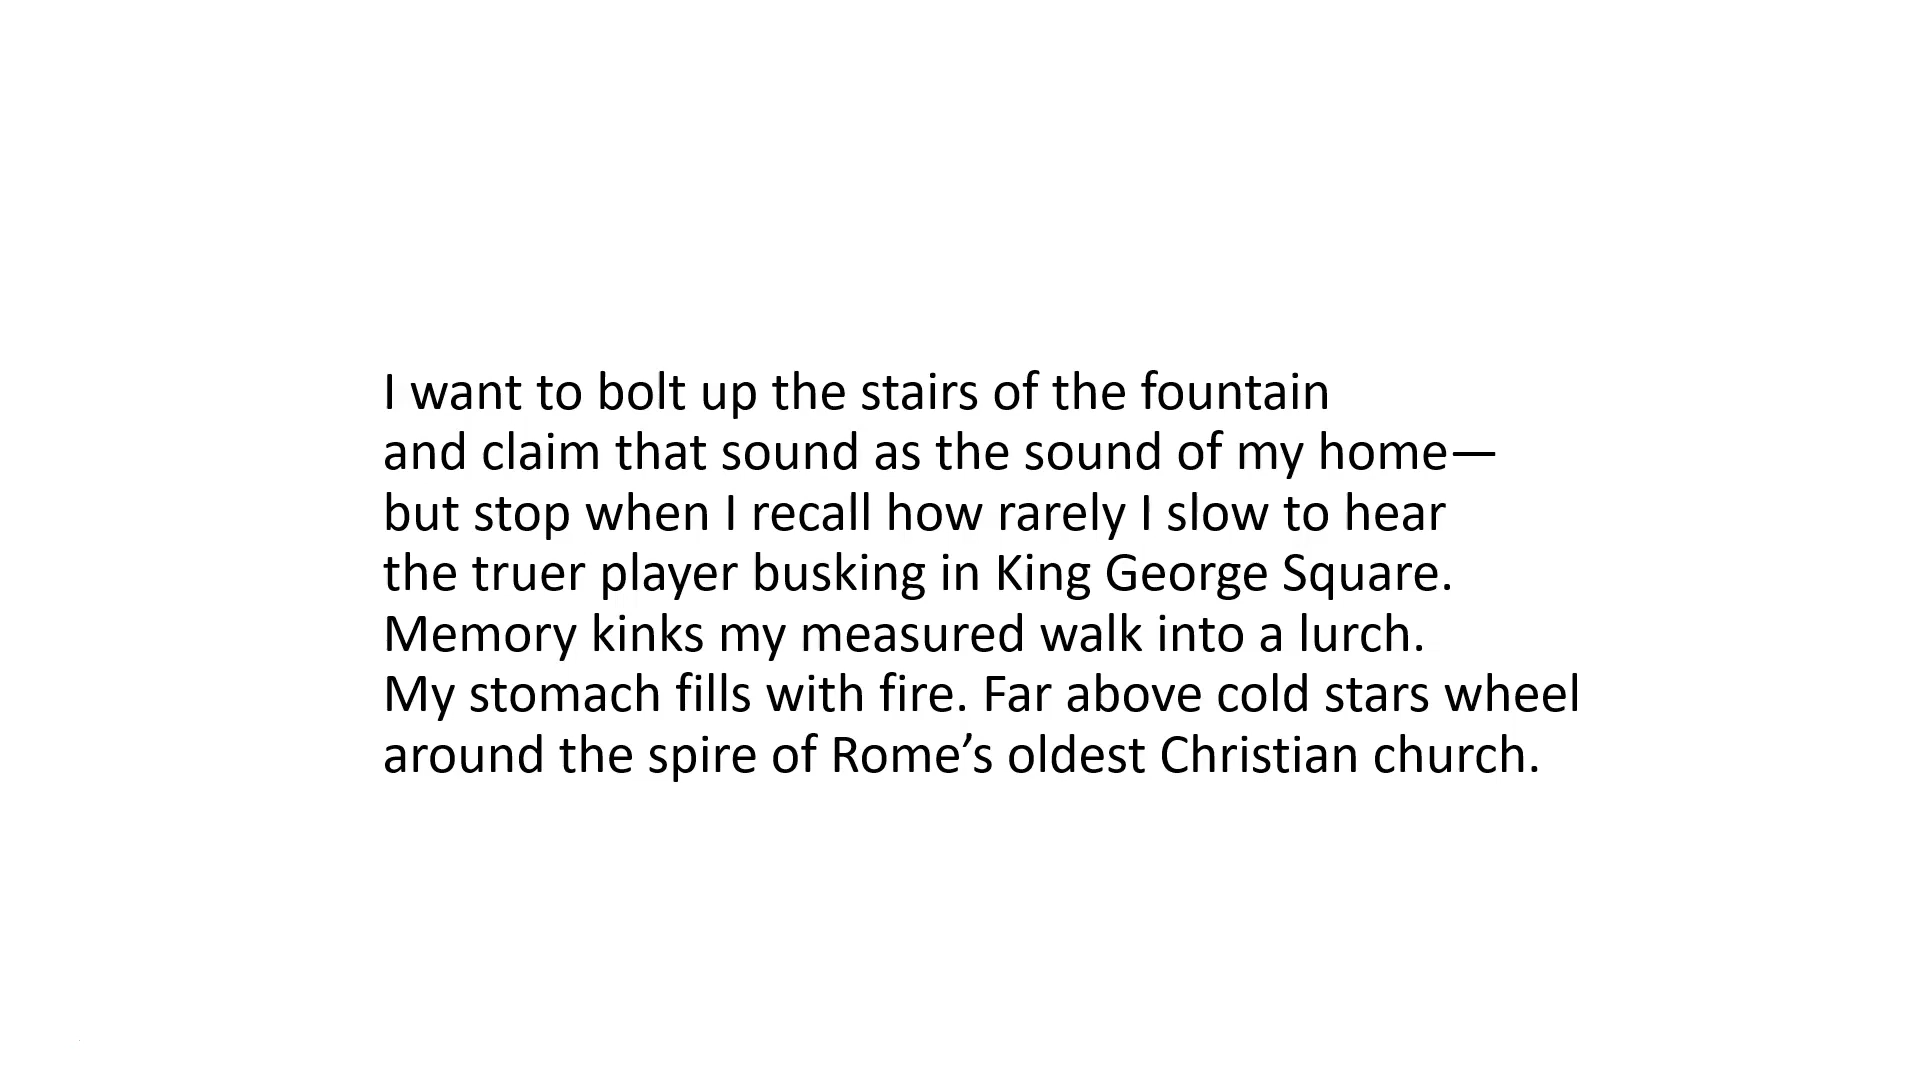 I want to bolt up the stairs of the fountain
and claim that sound as the sound of my home—
but stop when I recall how rarely I slow to hear
the truer player busking in King George Square.
Memory kinks my measured walk into a lurch.
My stomach fills with fire. Far above cold stars wheel
around the spire of Rome’s oldest Christian church.